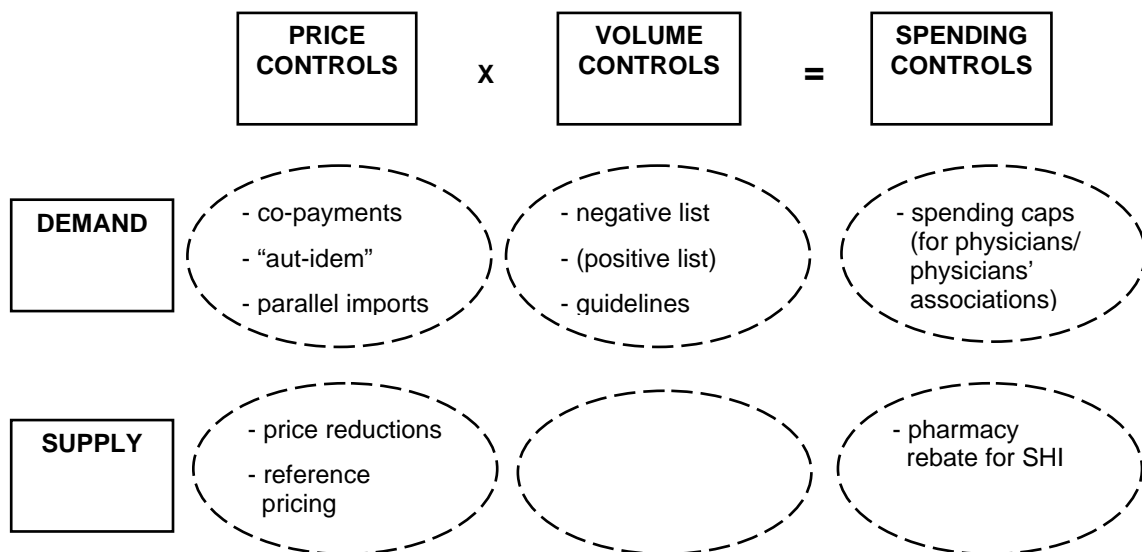 PRICE
CONTROLS
x
VOLUME
CONTROLS
=
SPENDING
CONTROLS
DEMAND
- co-payments
- “aut-idem”
- parallel imports
- negative list
- (positive list)
- guidelines
- spending caps
(for physicians/
physicians’
associations)
SUPPLY
- price reductions
- reference
pricing
- pharmacy
rebate for SHI